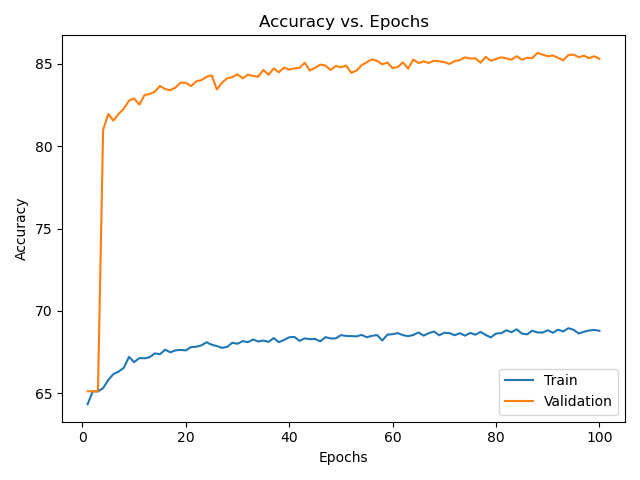 Accuracy vs. Epochs
Accuracy
85
80
75
70
65
0 20 40 60 80 100
Epochs
Train
Validation